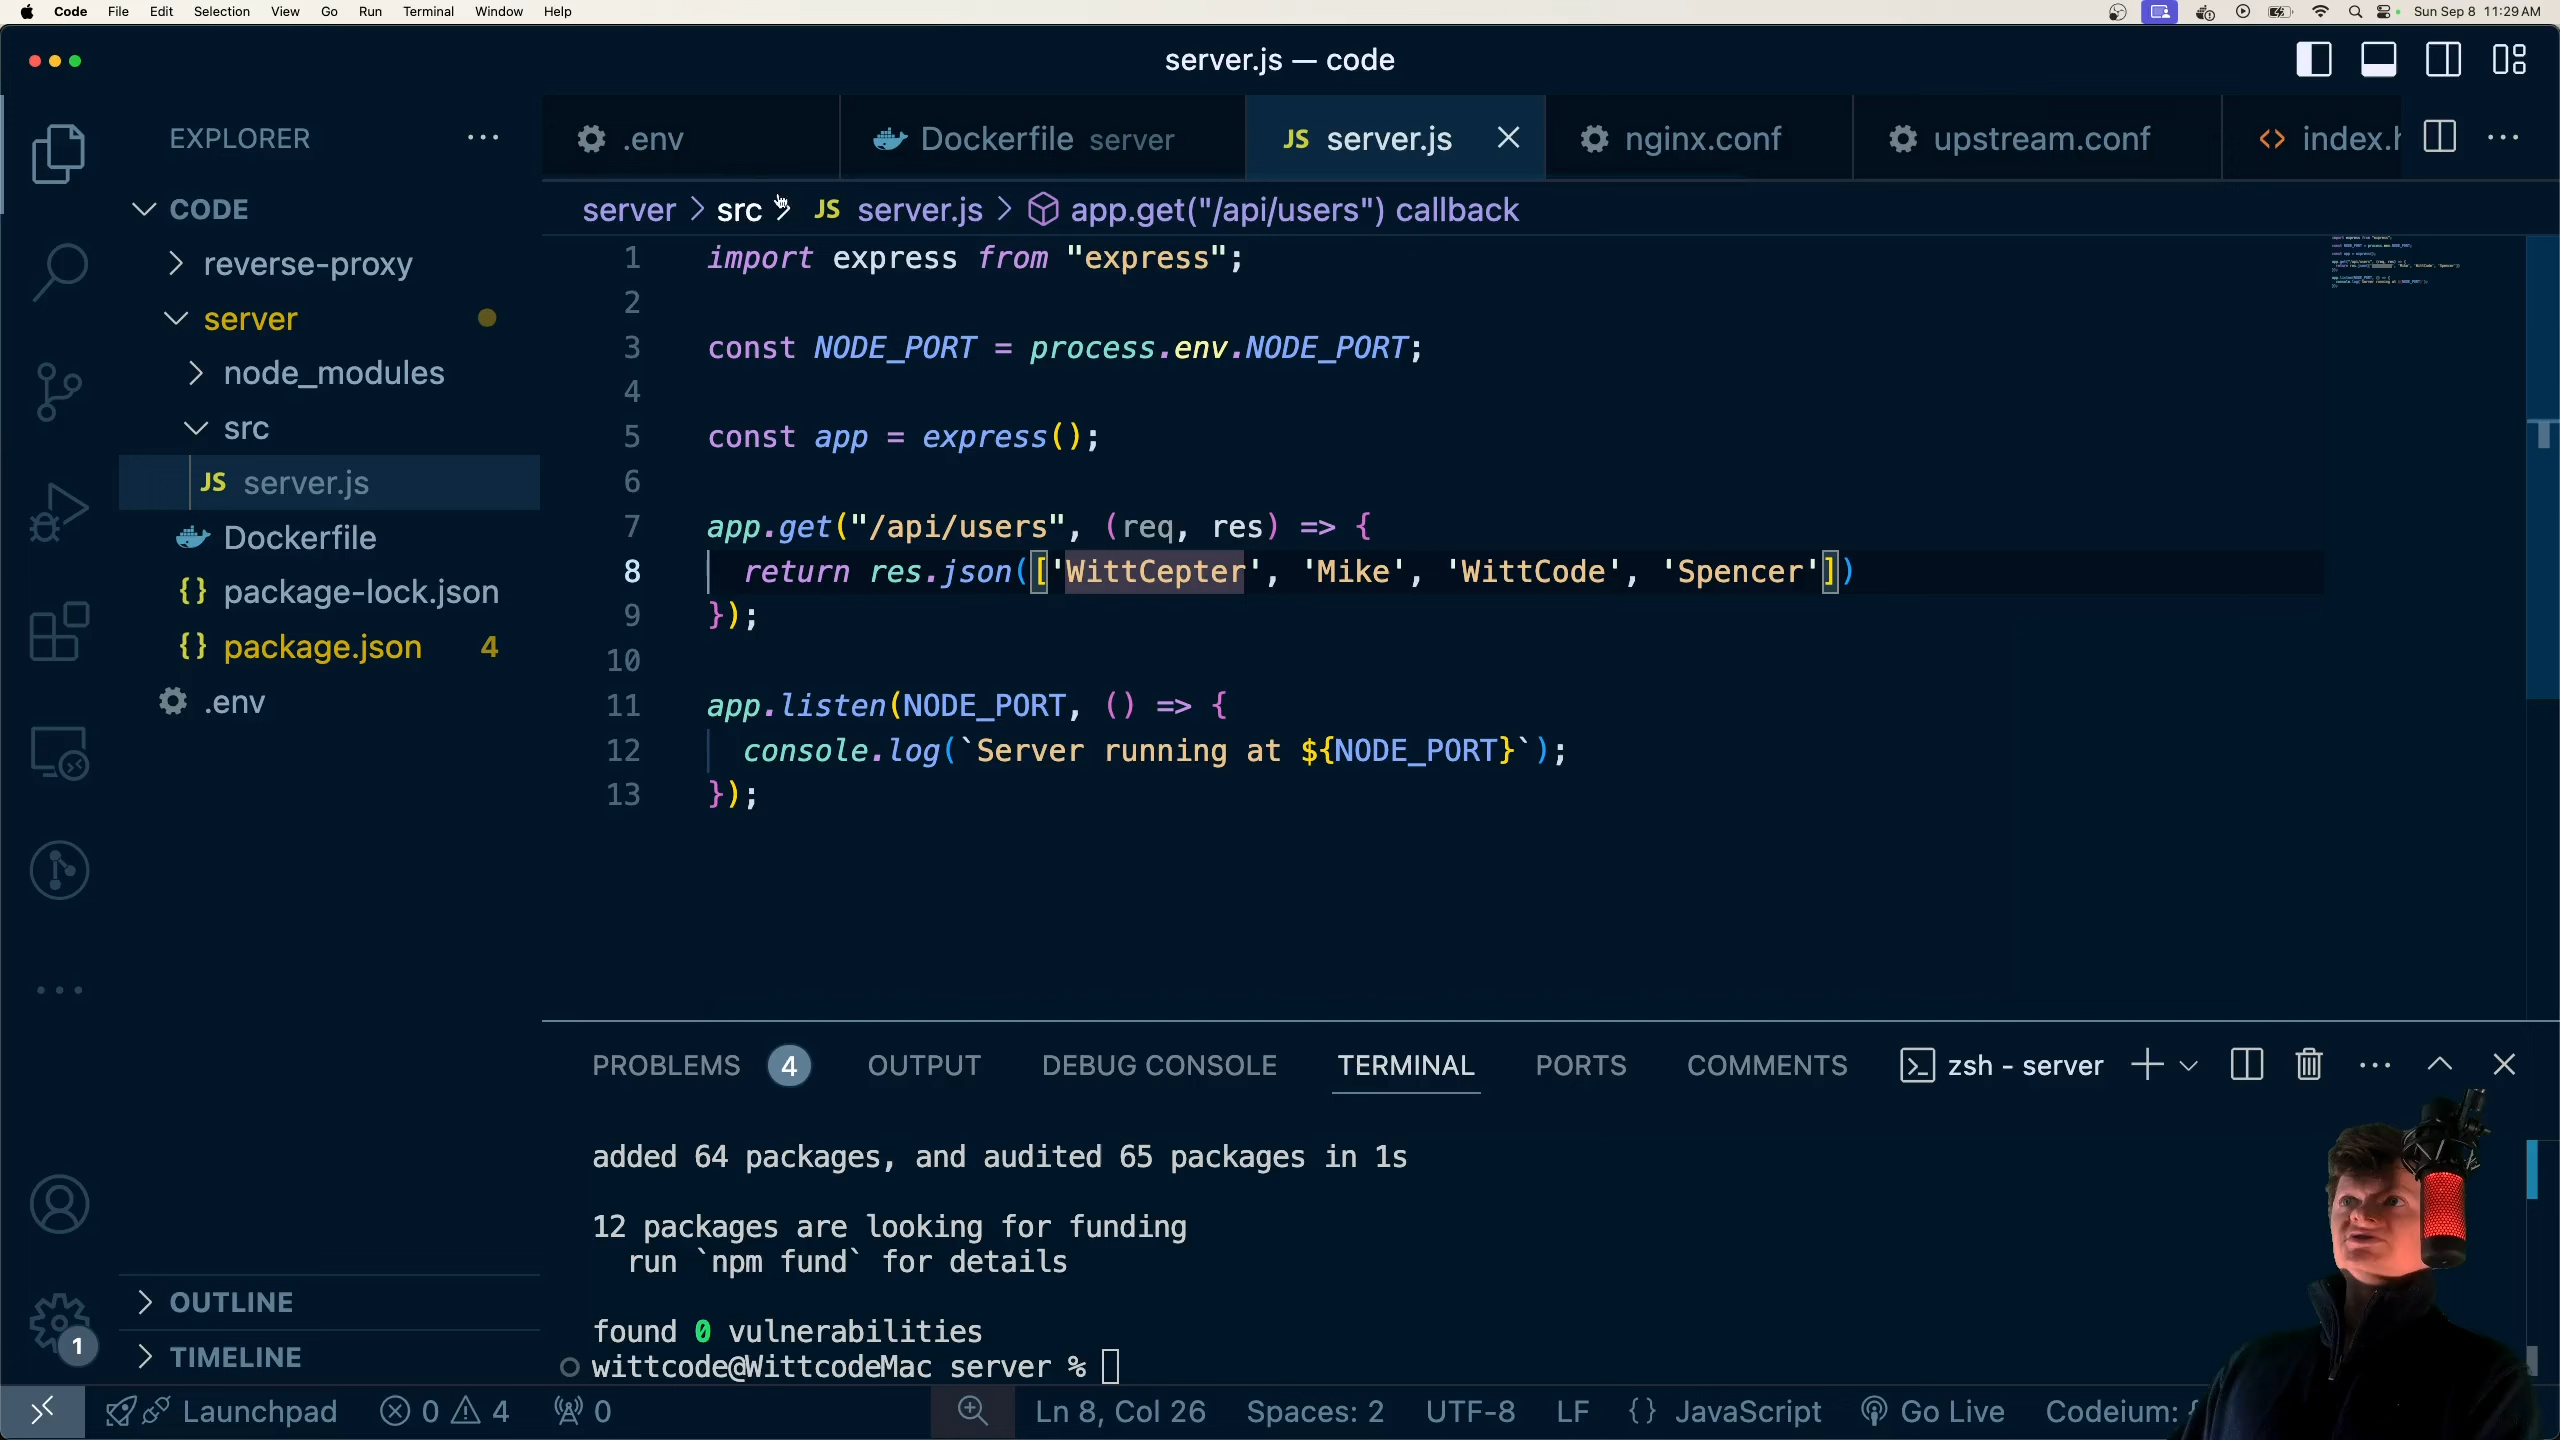 Code File Edit Selection View Go Run Terminal Window Help Sun Sep 8 11:29 AM
server.js — code
EXPLORER
.env Dockerfile server JS server.js nginx.conf upstream.conf index.h
server > src > JS server.js > app.get("/api/users") callback
CODE
reverse-proxy
server
node_modules
src
JS server.js
Dockerfile
{} package-lock.json
{} package.json 4
.env
1 import express from "express";
2
3 const NODE_PORT = process.env.NODE_PORT;
4
5 const app = express();
6
7 app.get("/api/users", (req, res) => {
8 return res.json(['WittCepter', 'Mike', 'WittCode', 'Spencer'])
9 });
10
11 app.listen(NODE_PORT, () => {
12 console.log(`Server running at ${NODE_PORT}`);
13 });
PROBLEMS 4 OUTPUT DEBUG CONSOLE TERMINAL PORTS COMMENTS zsh - server
added 64 packages, and audited 65 packages in 1s
12 packages are looking for funding
run `npm fund` for details
found 0 vulnerabilities
wittcode@WittcodeMac server %
OUTLINE
TIMELINE
1
Launchpad 0 4 0 Ln 8, Col 26 Spaces: 2 UTF-8 LF {} JavaScript Go Live Codeium: {